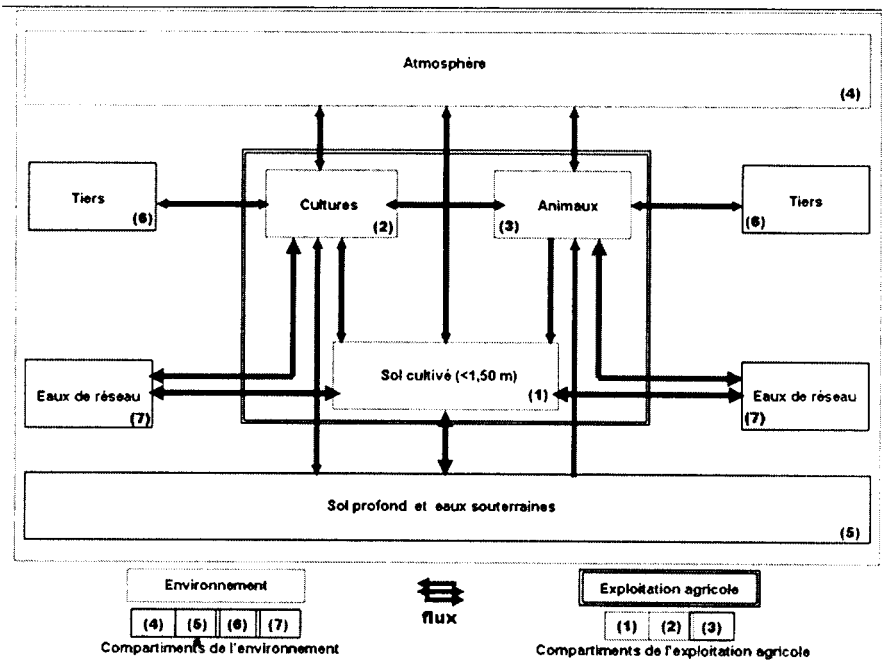 Atmosphère
(4)
Tiers
(6)
Cultures
(2)
Animaux
(3)
Tiers
(6)
Sol cultivé (<1,50 m)
(1)
Eaux de réseau
(7)
Eaux de réseau
(7)
Sol profond et eaux souterraines
(5)
Environnement
(4) (5) (6) (7)
Compartiments de l'environnement
flux
Exploitation agricole
(1) (2) (3)
Compartiments de l'exploitation agricole